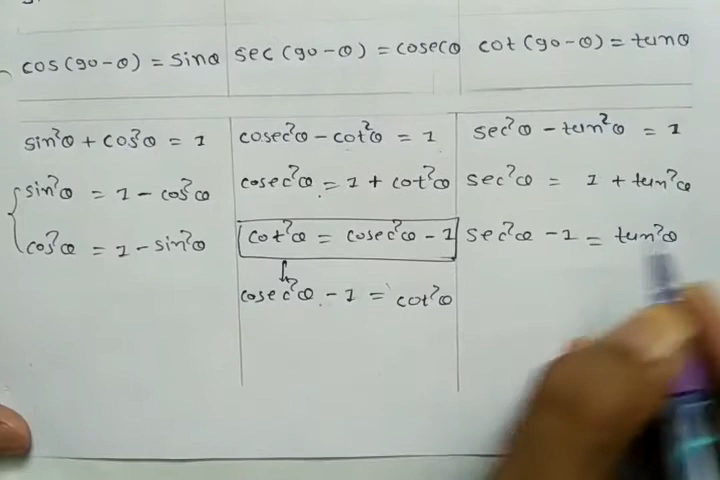 cos(90-θ) = sinθ sec(90-θ) = cosecθ cot(90-θ) = tanθ
sin²θ + cos²θ = 1 cosec²θ - cot²θ = 1 sec²θ - tan²θ = 1
sin²θ = 1 - cos²θ cosec²θ = 1 + cot²θ sec²θ = 1 + tan²θ
cos²θ = 1 - sin²θ cot²θ = cosec²θ - 1 sec²θ - 1 = tan²θ
cosec²θ - 1 = cot²θ